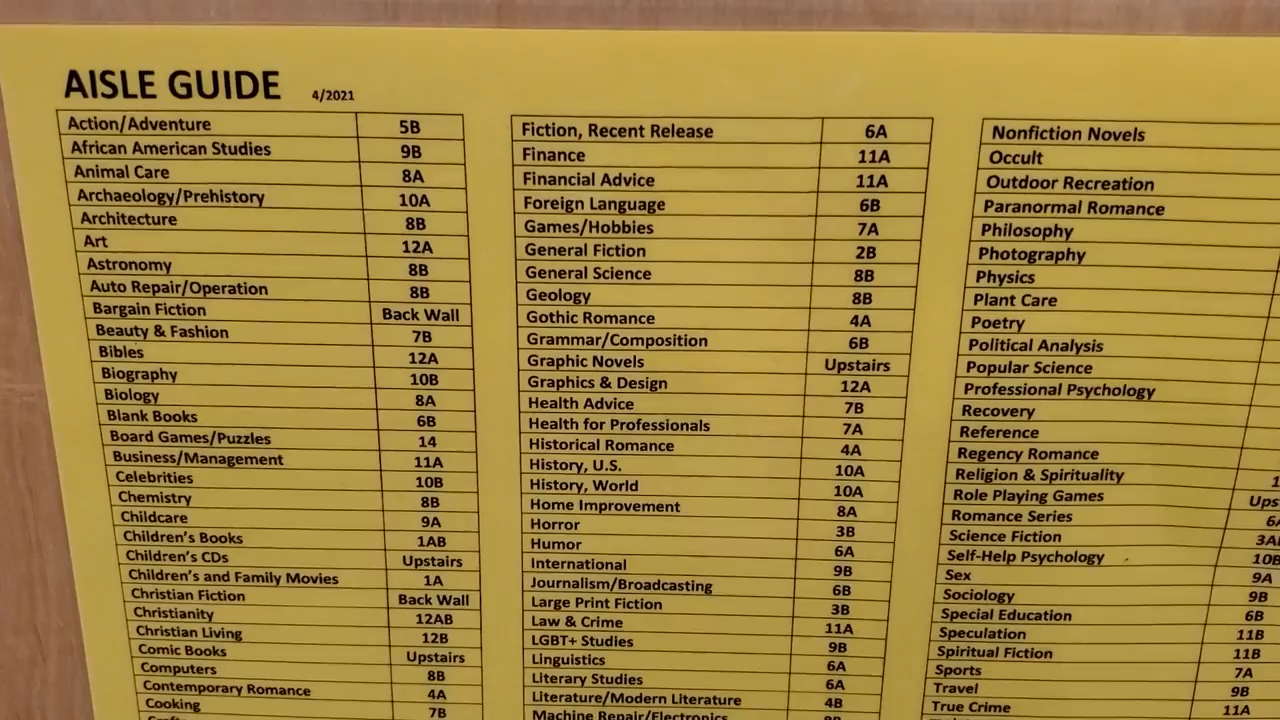 AISLE GUIDE 4/2021
Action/Adventure 5B
African American Studies 9B
Animal Care 8A
Archaeology/Prehistory 10A
Architecture 8B
Art 12A
Astronomy 8B
Auto Repair/Operation 8B
Bargain Fiction Back Wall
Beauty & Fashion 7B
Bibles 12A
Biography 10B
Biology 8A
Blank Books 6B
Board Games/Puzzles 14
Business/Management 11A
Celebrities 10B
Chemistry 8B
Childcare 9A
Children's Books 1AB
Children's CDs Upstairs
Children's and Family Movies 1A
Christian Fiction Back Wall
Christianity 12AB
Christian Living 12B
Comic Books Upstairs
Computers 8B
Contemporary Romance 4A
Cooking 7B
Fiction, Recent Release 6A
Finance 11A
Financial Advice 11A
Foreign Language 6B
Games/Hobbies 7A
General Fiction 2B
General Science 8B
Geology 8B
Gothic Romance 4A
Grammar/Composition 6B
Graphic Novels Upstairs
Graphics & Design 12A
Health Advice 7B
Health for Professionals 7A
Historical Romance 4A
History, U.S. 10A
History, World 10A
Home Improvement 8A
Horror 3B
Humor 6A
International 9B
Journalism/Broadcasting 6B
Large Print Fiction 3B
Law & Crime 11A
LGBT+ Studies 9B
Linguistics 6A
Literary Studies 6A
Literature/Modern Literature 4B
Machine Repair/Electronics
Nonfiction Novels
Occult
Outdoor Recreation
Paranormal Romance
Philosophy
Photography
Physics
Plant Care
Poetry
Political Analysis
Popular Science
Professional Psychology
Recovery
Reference
Regency Romance
Religion & Spirituality
Role Playing Games
Romance Series
Science Fiction
Self-Help Psychology 10B
Sex 9A
Sociology 9B
Special Education 6B
Speculation 11B
Spiritual Fiction 11B
Sports 7A
Travel 9B
True Crime 11A